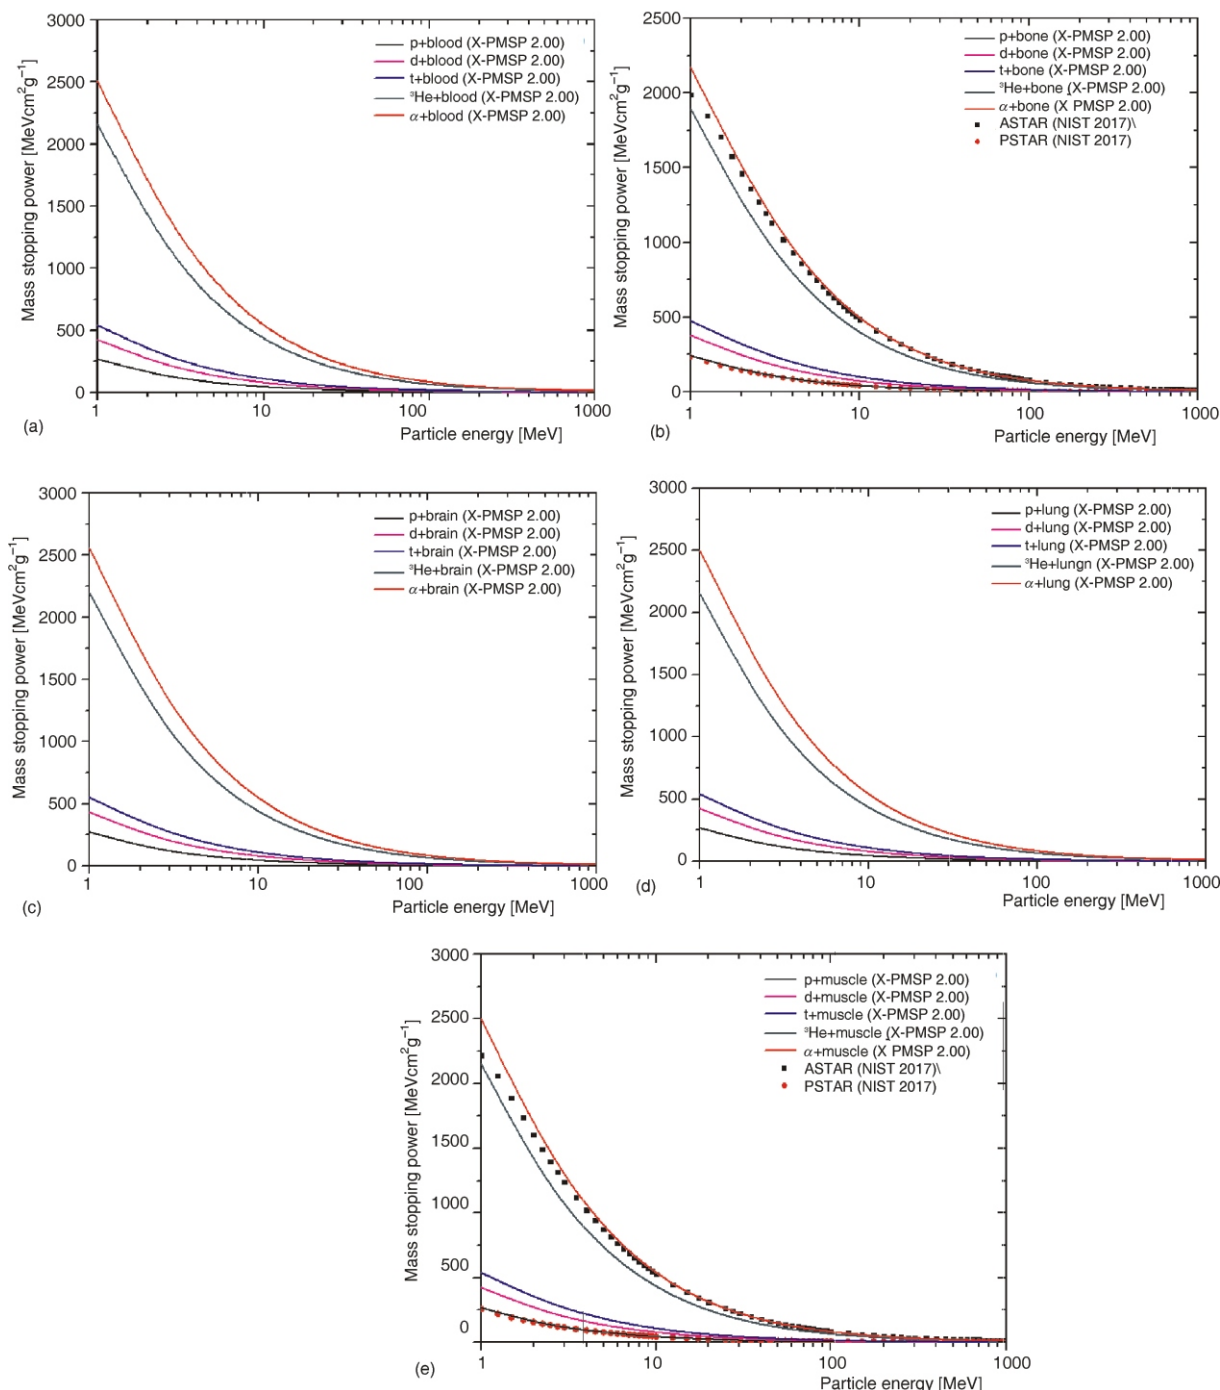 3000
2500
2000
1500
1000
500
0
Mass stopping power [MeVcm²g⁻¹]
p+blood (X-PMSP 2.00)
d+blood (X-PMSP 2.00)
t+blood (X-PMSP 2.00)
³He+blood (X-PMSP 2.00)
α+blood (X-PMSP 2.00)
1 10 100 1000
Particle energy [MeV]
(a)
2500
2000
1500
1000
500
0
Mass stopping power [MeVcm²g⁻¹]
p+bone (X-PMSP 2.00)
d+bone (X-PMSP 2.00)
t+bone (X-PMSP 2.00)
³He+bone (X-PMSP 2.00)
α+bone (X PMSP 2.00)
ASTAR (NIST 2017)\
PSTAR (NIST 2017)
1 10 100 1000
Particle energy [MeV]
(b)
3000
2500
2000
1500
1000
500
0
Mass stopping power [MeVcm²g⁻¹]
p+brain (X-PMSP 2.00)
d+brain (X-PMSP 2.00)
t+brain (X-PMSP 2.00)
³He+brain (X-PMSP 2.00)
α+brain (X-PMSP 2.00)
1 10 100 1000
Particle energy [MeV]
(c)
3000
2500
2000
1500
1000
500
0
Mass stopping power [MeVcm²g⁻¹]
p+lung (X-PMSP 2.00)
d+lung (X-PMSP 2.00)
t+lung (X-PMSP 2.00)
³He+lungn (X-PMSP 2.00)
α+lung (X-PMSP 2.00)
1 10 100 1000
Particle energy [MeV]
(d)
3000
2500
2000
1500
1000
500
0
Mass stopping power [MeVcm²g⁻¹]
p+muscle (X-PMSP 2.00)
d+muscle (X-PMSP 2.00)
t+muscle (X-PMSP 2.00)
³He+muscle (X-PMSP 2.00)
α+muscle (X PMSP 2.00)
ASTAR (NIST 2017)\
PSTAR (NIST 2017)
1 10 100 1000
Particle energy [MeV]
(e)